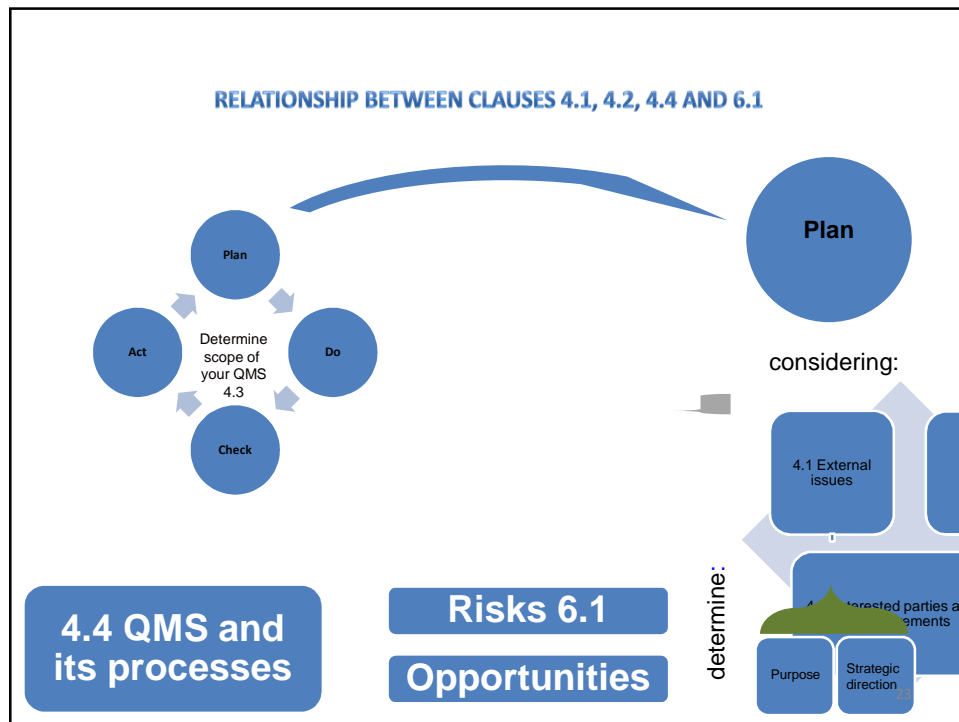 RELATIONSHIP BETWEEN CLAUSES 4.1, 4.2, 4.4 AND 6.1
Plan
Plan
Act
Determine
scope of
your QMS
4.3
Do
Check
considering:
4.1 External
issues
determine:
parties
Purpose
Strategic
direction
23
4.4 QMS and
its processes
Risks 6.1
Opportunities